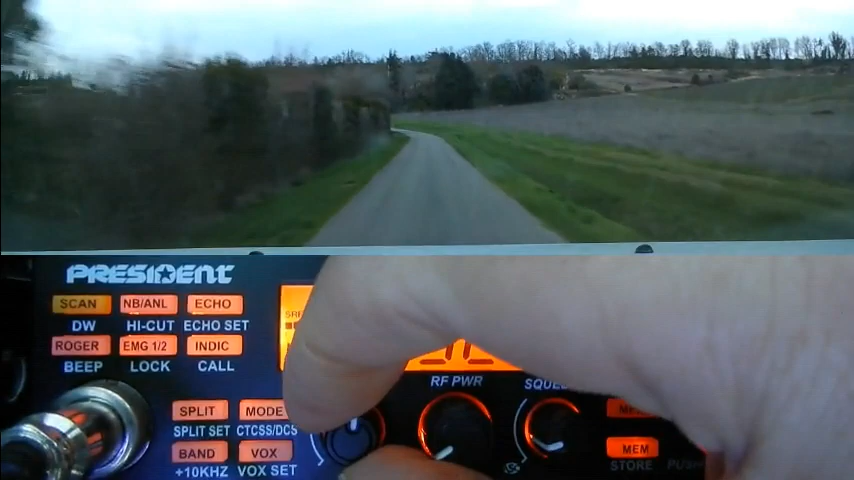 PRESIDENT
SCAN NB/ANL ECHO
DW HI-CUT ECHO SET
ROGER EMG 1/2 INDIC
BEEP LOCK CALL
RF PWR
SPLIT MODE
SPLIT SET CTCSS/DCS
BAND VOX MEM
+10KHZ VOX SET STORE